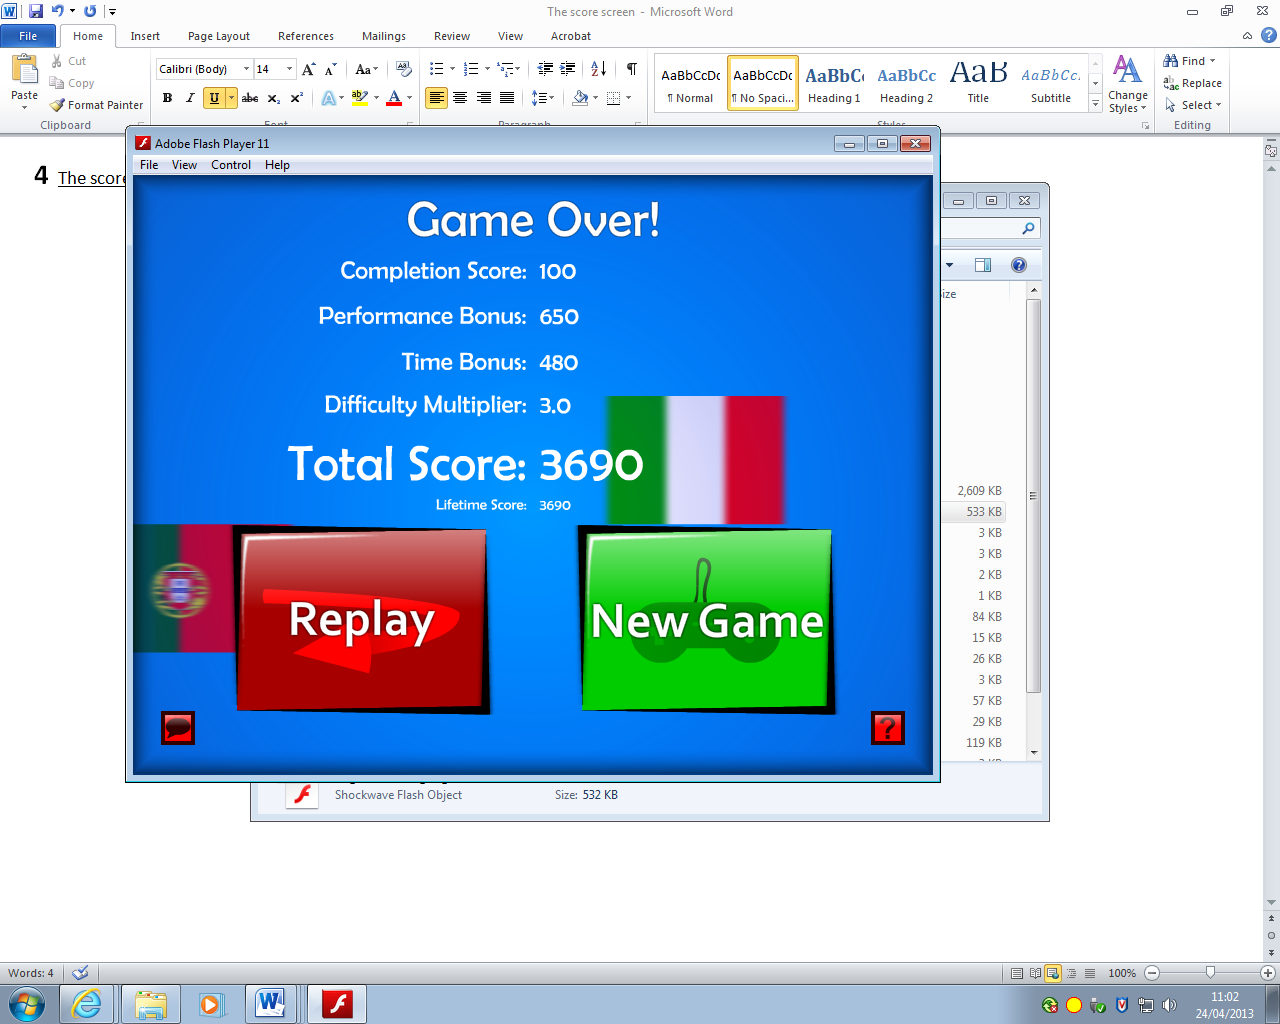 The score screen - Microsoft Word
File Home Insert Page Layout References Mailings Review View Acrobat
Paste
Cut
Copy
Format Painter
Clipboard
Calibri (Body) 14
Font
Paragraph
AaBbCcDc AaBbCcDc AaBbCc AaBbCc AaB AaBbCc
¶ Normal ¶ No Spaci... Heading 1 Heading 2 Title Subtitle
Change Styles
Styles
Find
Replace
Select
Editing
4 The score
Adobe Flash Player 11
File View Control Help
Game Over!
Completion Score: 100
Performance Bonus: 650
Time Bonus: 480
Difficulty Multiplier: 3.0
Total Score: 3690
Lifetime Score: 3690
Replay
New Game
?
2,609 KB
533 KB
3 KB
3 KB
2 KB
1 KB
84 KB
15 KB
26 KB
3 KB
57 KB
29 KB
119 KB
Shockwave Flash Object Size: 532 KB
Words: 4
100%
11:02
24/04/2013